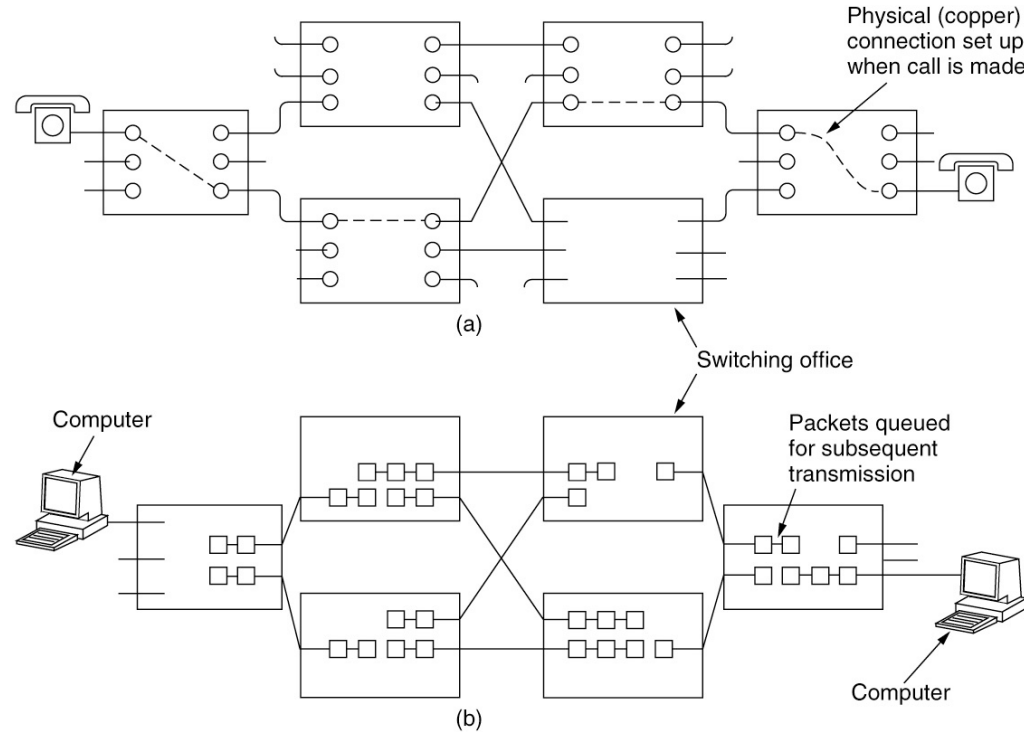 Physical (copper)
connection set up
when call is made
(a)
Switching office
Computer
Packets queued
for subsequent
transmission
Computer
(b)